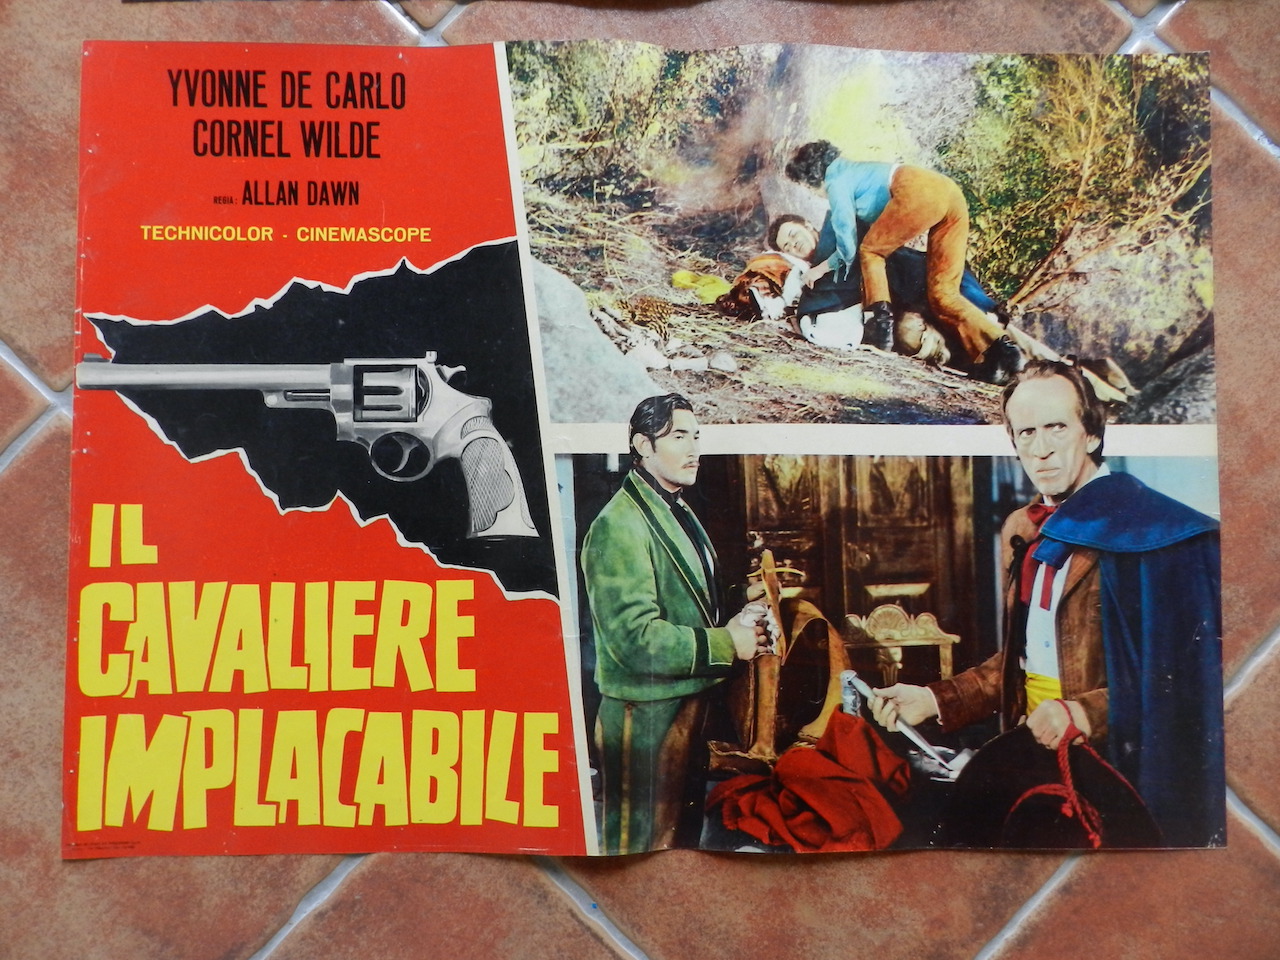 YVONNE DE CARLO
CORNEL WILDE
REGIA: ALLAN DAWN
TECHNICOLOR - CINEMASCOPE
IL
CAVALIERE
IMPLACABILE